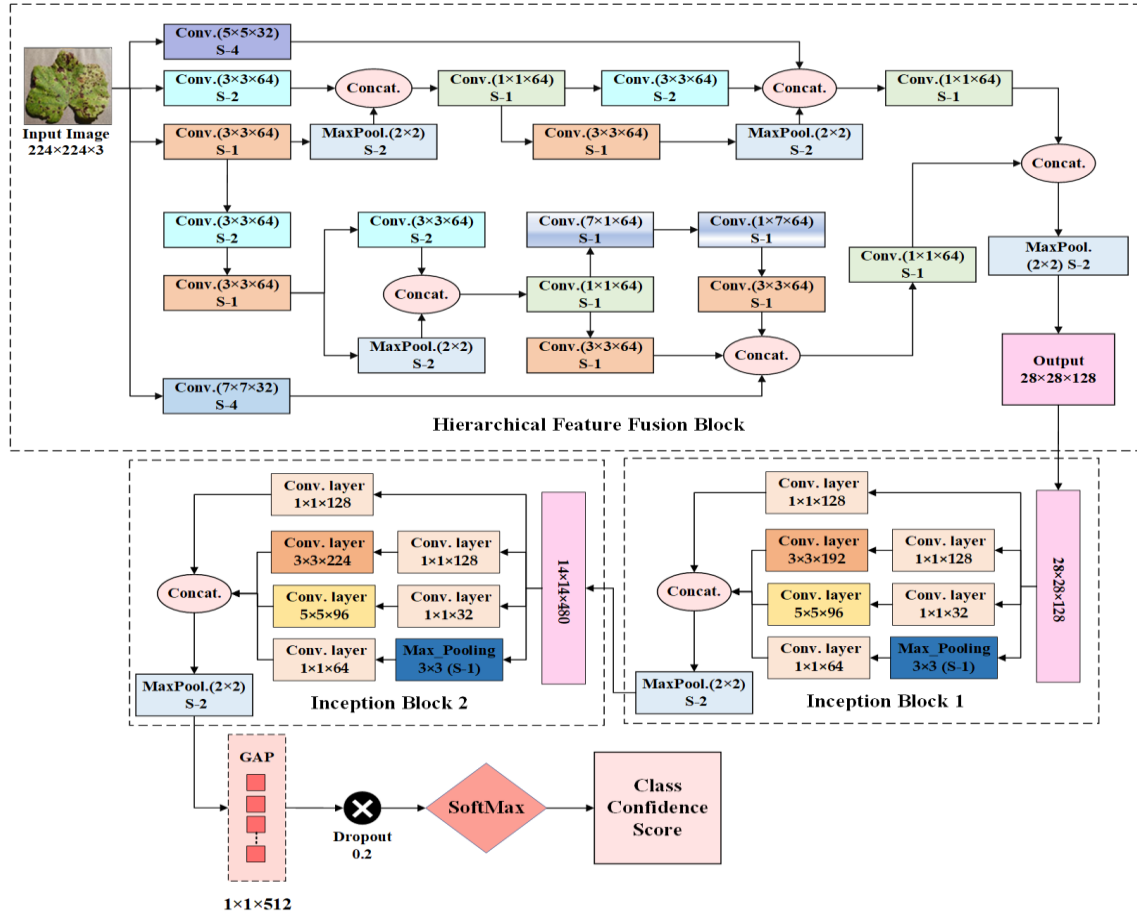 Input Image
224×224×3
Conv.(5×5×32)
S-4
Conv.(3×3×64)
S-2
Concat.
Conv.(1×1×64)
S-1
Conv.(3×3×64)
S-2
Concat.
Conv.(1×1×64)
S-1
Conv.(3×3×64)
S-1
MaxPool.(2×2)
S-2
Conv.(3×3×64)
S-1
MaxPool.(2×2)
S-2
Concat.
Conv.(3×3×64)
S-2
Conv.(3×3×64)
S-2
Conv.(7×1×64)
S-1
Conv.(1×7×64)
S-1
Conv.(1×1×64)
S-1
MaxPool.
(2×2) S-2
Conv.(3×3×64)
S-1
Concat.
Conv.(1×1×64)
S-1
Conv.(3×3×64)
S-1
MaxPool.(2×2)
S-2
Conv.(3×3×64)
S-1
Concat.
Output
28×28×128
Conv.(7×7×32)
S-4
Hierarchical Feature Fusion Block
Conv. layer
1×1×128
Conv. layer
3×3×224
Conv. layer
1×1×128
Concat.
Conv. layer
5×5×96
Conv. layer
1×1×32
Conv. layer
1×1×64
Max_Pooling
3×3 (S-1)
14×14×480
MaxPool.(2×2)
S-2
Inception Block 2
Conv. layer
1×1×128
Conv. layer
3×3×192
Conv. layer
1×1×128
Concat.
Conv. layer
5×5×96
Conv. layer
1×1×32
Conv. layer
1×1×64
Max_Pooling
3×3 (S-1)
28×28×128
MaxPool.(2×2)
S-2
Inception Block 1
GAP
1×1×512
Dropout
0.2
SoftMax
Class
Confidence
Score